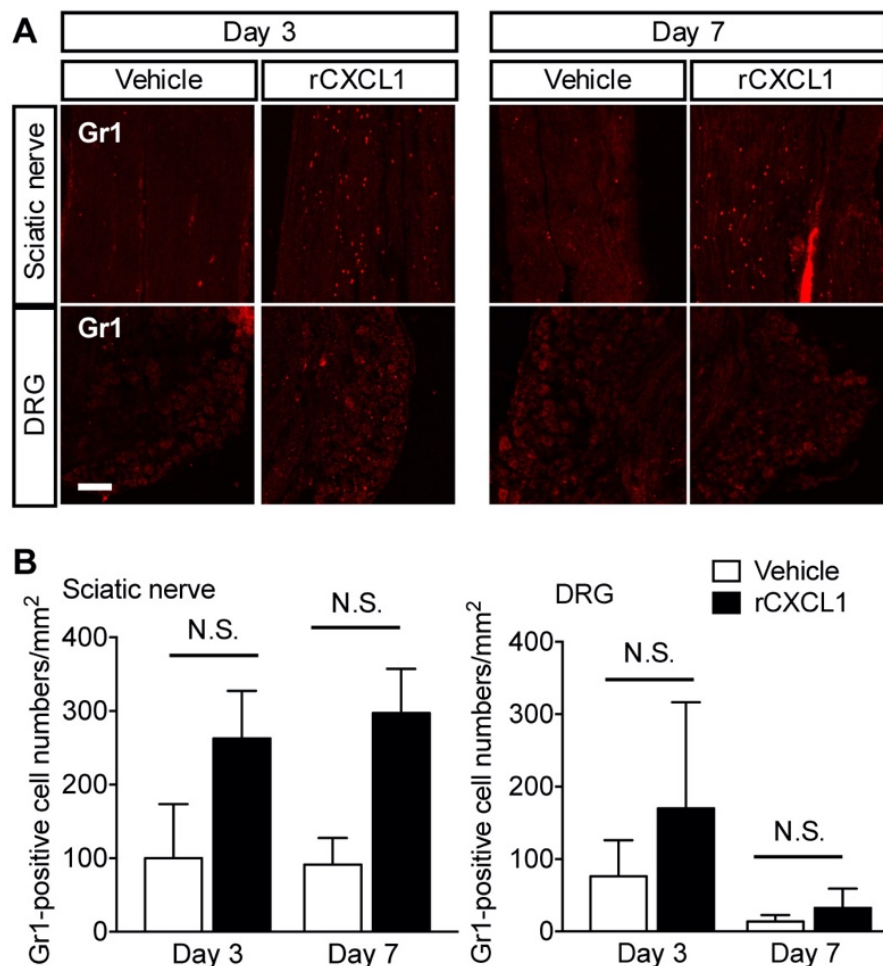 A
Day 3
Day 7
Vehicle
rCXCL1
Vehicle
rCXCL1
Sciatic nerve
Gr1
DRG
Gr1
B
Sciatic nerve
Gr1-positive cell numbers/mm²
400
300
200
100
0
N.S.
N.S.
Day 3
Day 7
DRG
Vehicle
rCXCL1
Gr1-positive cell numbers/mm²
400
300
200
100
0
N.S.
N.S.
Day 3
Day 7